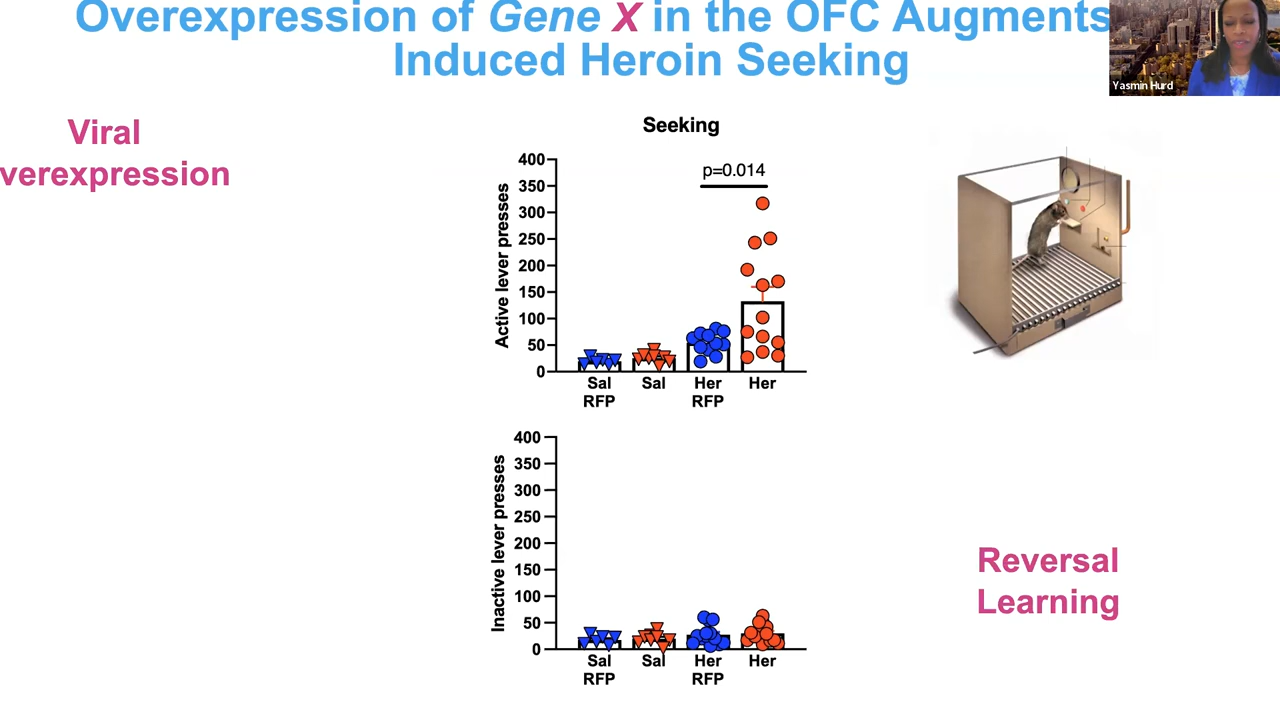 Overexpression of Gene X in the OFC Augments
Induced Heroin Seeking
Yasmin Hurd
Viral
verexpression
Seeking
p=0.014
Active lever presses
400
350
300
250
200
150
100
50
0
Sal
RFP
Sal
Her
RFP
Her
Inactive lever presses
400
350
300
250
200
150
100
50
0
Sal
RFP
Sal
Her
RFP
Her
Reversal
Learning